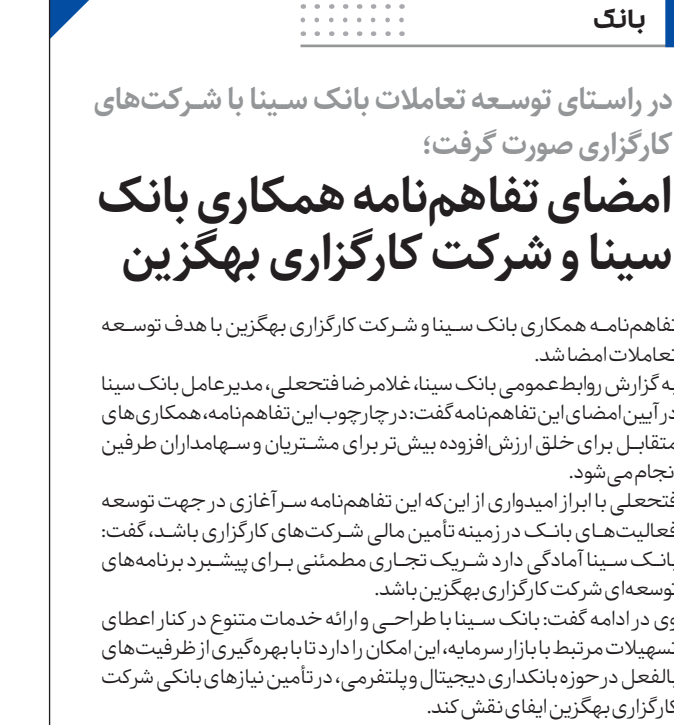 بانک
در راستای توسعه تعاملات بانک سینا با شرکت‌های
کارگزاری صورت گرفت؛
امضای تفاهم‌نامه همکاری بانک
سینا و شرکت کارگزاری بهگزین
تفاهم‌نامه همکاری بانک سینا و شرکت کارگزاری بهگزین با هدف توسعه
تعاملات امضا شد.
به گزارش روابط‌عمومی بانک سینا، غلامرضا فتحعلی، مدیرعامل بانک سینا
در آیین امضای این تفاهم‌نامه گفت: در چارچوب این تفاهم‌نامه، همکاری‌های
متقابل برای خلق ارزش‌افزوده بیش‌تر برای مشتریان و سهامداران طرفین
انجام می‌شود.
فتحعلی با ابراز امیدواری از این‌که این تفاهم‌نامه سرآغازی در جهت توسعه
فعالیت‌های بانک در زمینه تأمین مالی شرکت‌های کارگزاری باشد، گفت:
بانک سینا آمادگی دارد شریک تجاری مطمئنی برای پیشبرد برنامه‌های
توسعه‌ای شرکت کارگزاری بهگزین باشد.
وی در ادامه گفت: بانک سینا با طراحی و ارائه خدمات متنوع در کنار اعطای
تسهیلات مرتبط با بازار سرمایه، این امکان را دارد تا با بهره‌گیری از ظرفیت‌های
بالفعل در حوزه بانکداری دیجیتال و پلتفرمی، در تأمین نیازهای بانکی شرکت
کارگزاری بهگزین ایفای نقش کند.